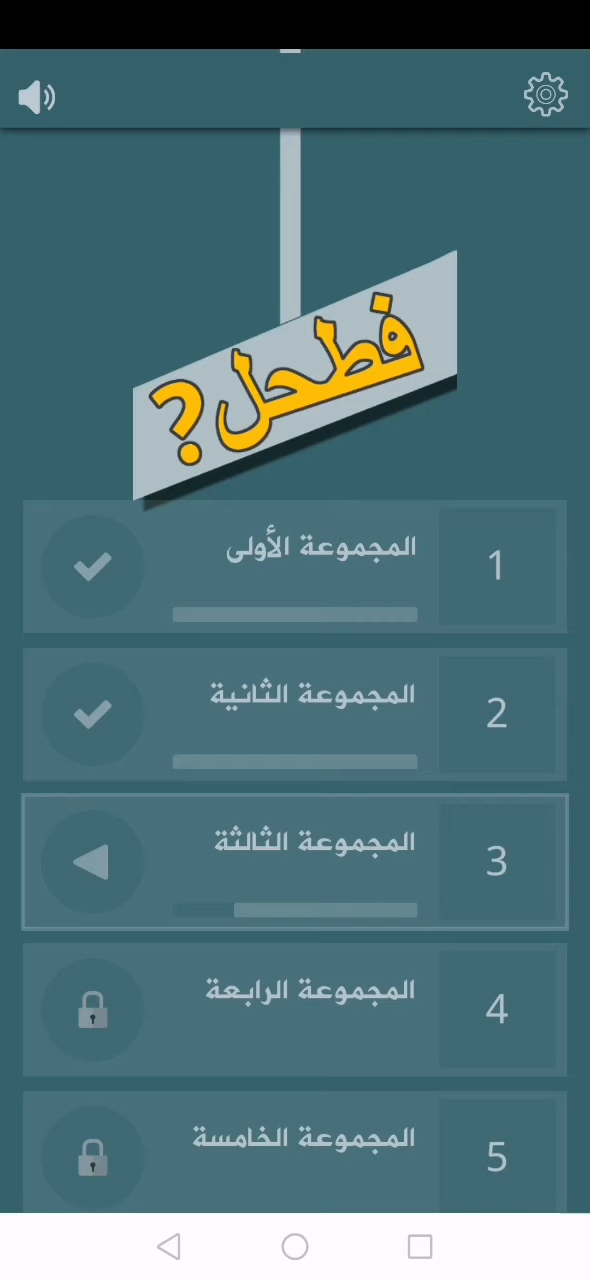 فطحل؟
المجموعة الأولى
1
المجموعة الثانية
2
المجموعة الثالثة
3
المجموعة الرابعة
4
المجموعة الخامسة
5